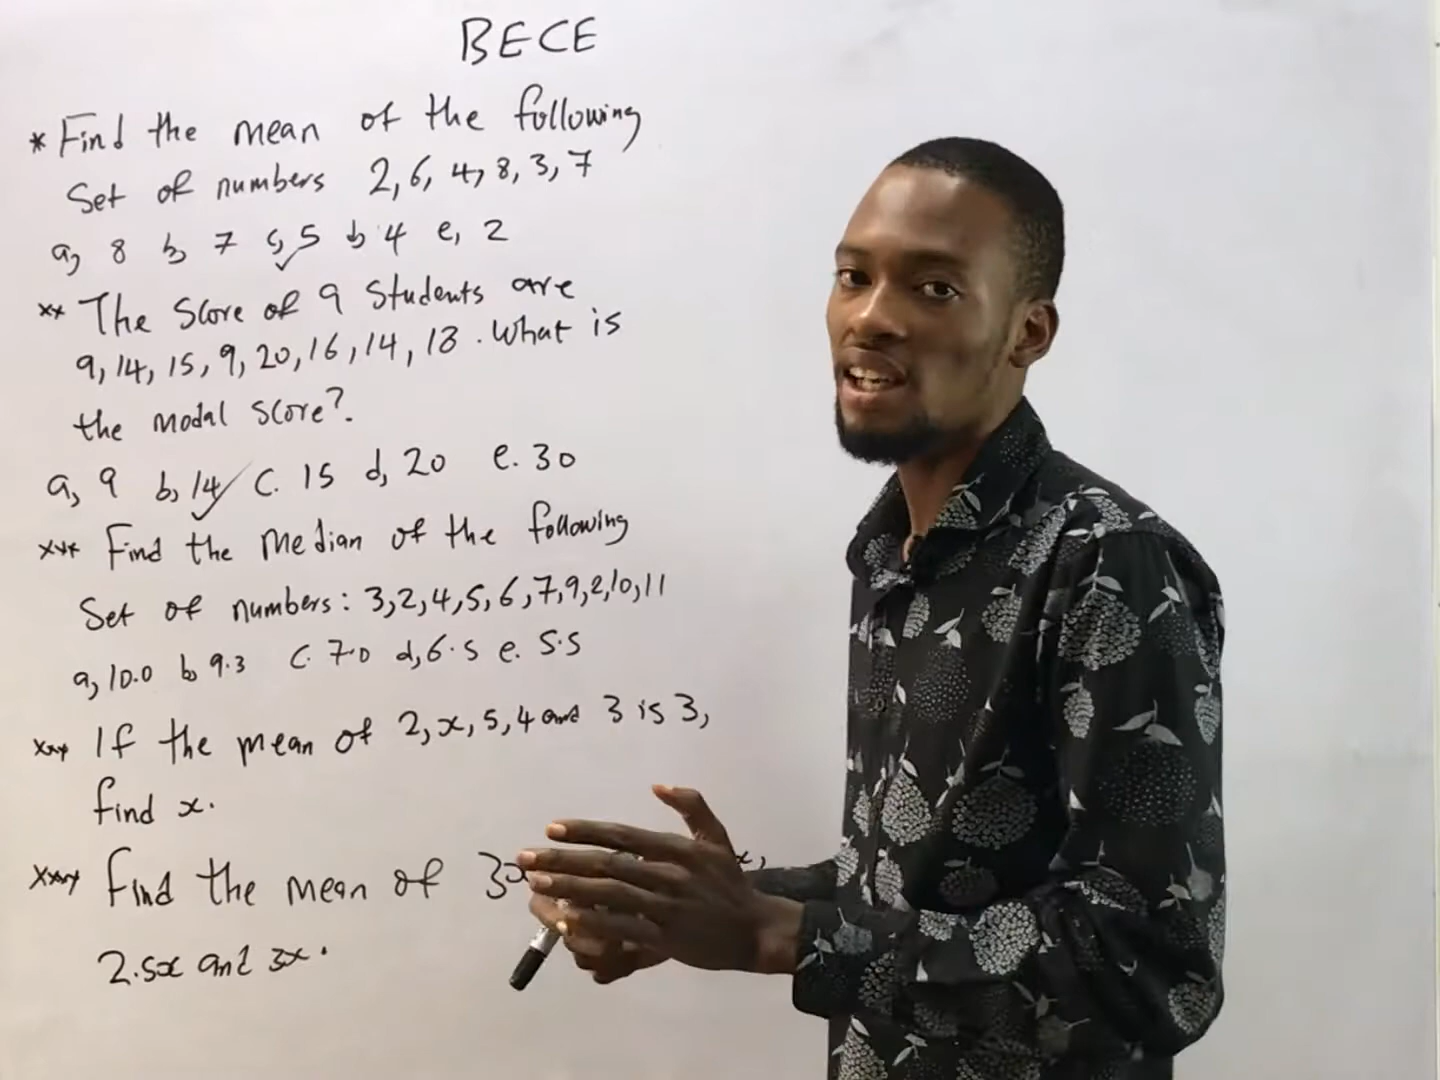 BECE
* Find the mean of the following
Set of numbers 2, 6, 4, 8, 3, 7
a, 8 b, 7 c, 5 b 4 e, 2
** The Score of 9 Students are
9, 14, 15, 9, 20, 16, 14, 13 . What is
the modal score?.
a, 9 b, 14 C. 15 d, 20 e. 30
*** Find the Median of the following
Set of numbers: 3,2,4,5,6,7,9,2,10,11
a, 10.0 b 9.3 C. 7.0 d, 6.5 e. 5.5
If the mean of 2, x, 5, 4 and 3 is 3,
find x.
Find the mean of 3x
2.5x and 3x.